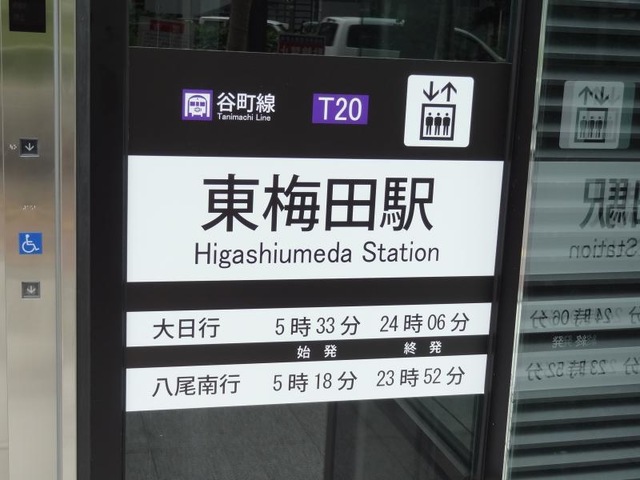 谷町線
Tanimachi Line
T20
東梅田駅
Higashiumeda Station
大日行 5時33分 24時06分
始発 終発
八尾南行 5時18分 23時52分